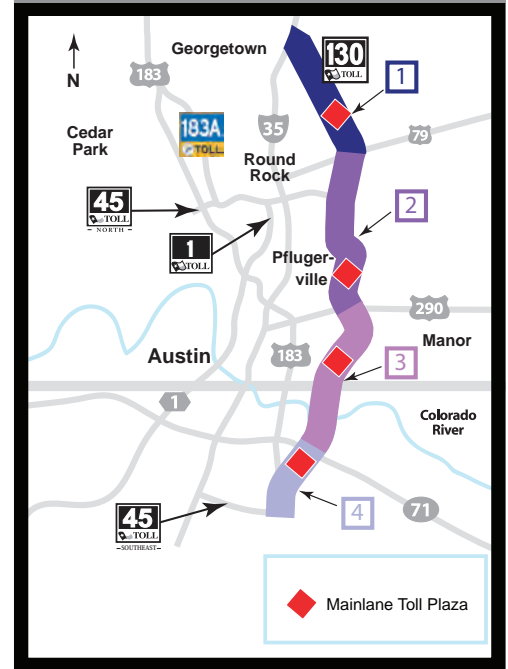 Georgetown
130
TOLL
1
183
N
Cedar
Park
183A
TOLL
35
79
Round
Rock
45
TOLL
NORTH
2
1
TOLL
Pfluger-
ville
290
Manor
Austin
183
3
1
Colorado
River
45
TOLL
SOUTHEAST
4
71
Mainlane Toll Plaza